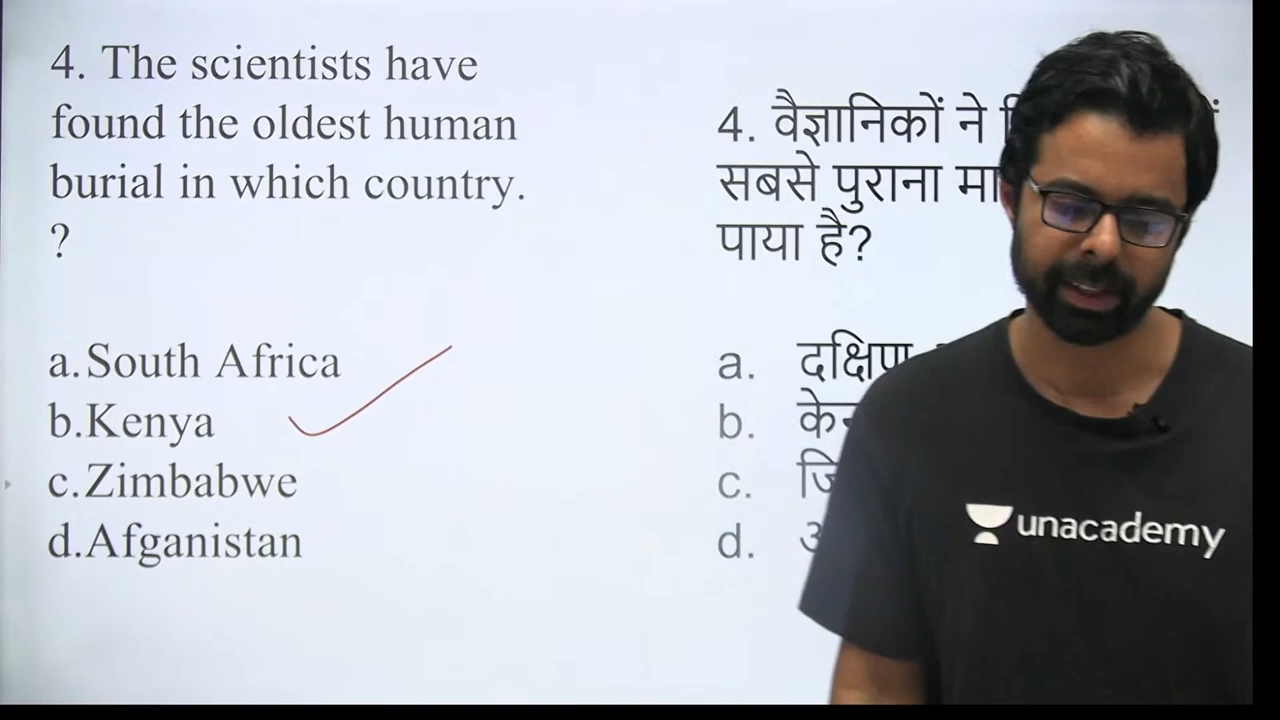 4. The scientists have
found the oldest human
burial in which country.
?
a.South Africa
b.Kenya
c.Zimbabwe
d.Afganistan
4. वैज्ञानिकों ने
सबसे पुराना
पाया है?
a. दक्षिण
b.
c.
d.
unacademy